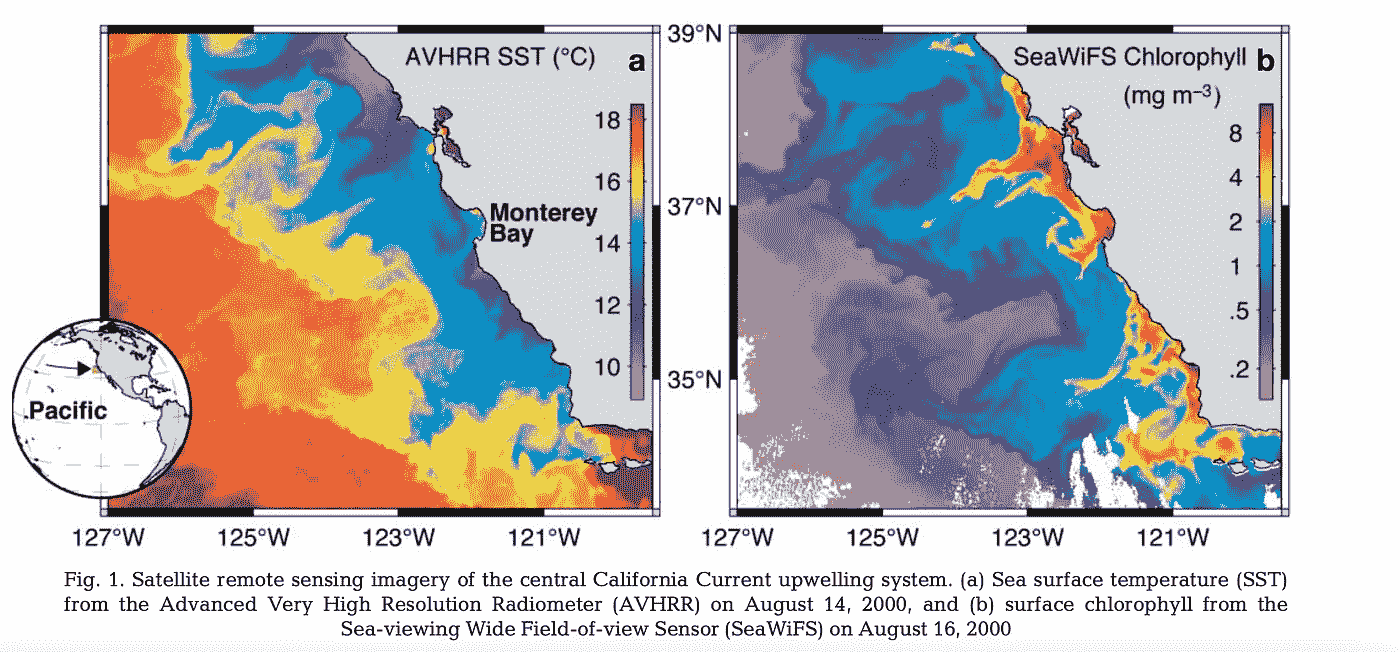 AVHRR SST (°C)
a
18
16
14
12
10
Monterey
Bay
Pacific
127°W
125°W
123°W
121°W
39°N
37°N
35°N
SeaWiFS Chlorophyll
b
(mg m–3)
8
4
2
1
.5
.2
127°W
125°W
123°W
121°W
Fig. 1. Satellite remote sensing imagery of the central California Current upwelling system. (a) Sea surface temperature (SST)
from the Advanced Very High Resolution Radiometer (AVHRR) on August 14, 2000, and (b) surface chlorophyll from the
Sea-viewing Wide Field-of-view Sensor (SeaWiFS) on August 16, 2000